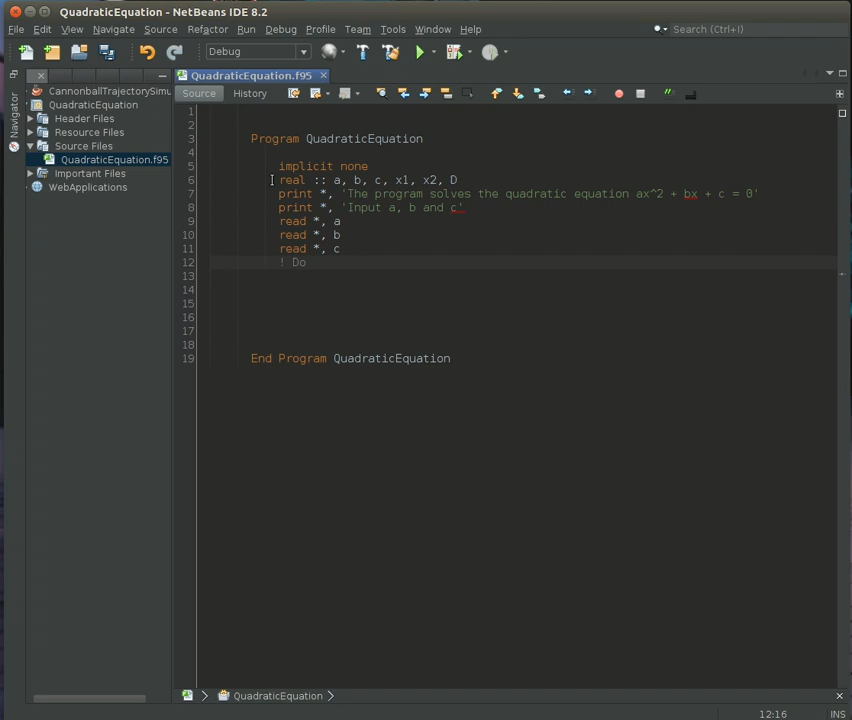 QuadraticEquation - NetBeans IDE 8.2
File Edit View Navigate Source Refactor Run Debug Profile Team Tools Window Help
Search (Ctrl+I)
Debug
QuadraticEquation.f95
Source History
Navigator
CannonballTrajectorySimu
QuadraticEquation
Header Files
Resource Files
Source Files
QuadraticEquation.f95
Important Files
WebApplications
1
2
3 Program QuadraticEquation
4
5 implicit none
6 real :: a, b, c, x1, x2, D
7 print *, 'The program solves the quadratic equation ax^2 + bx + c = 0'
8 print *, 'Input a, b and c'
9 read *, a
10 read *, b
11 read *, c
12 ! Do
13
14
15
16
17
18
19 End Program QuadraticEquation
QuadraticEquation
12:16 INS